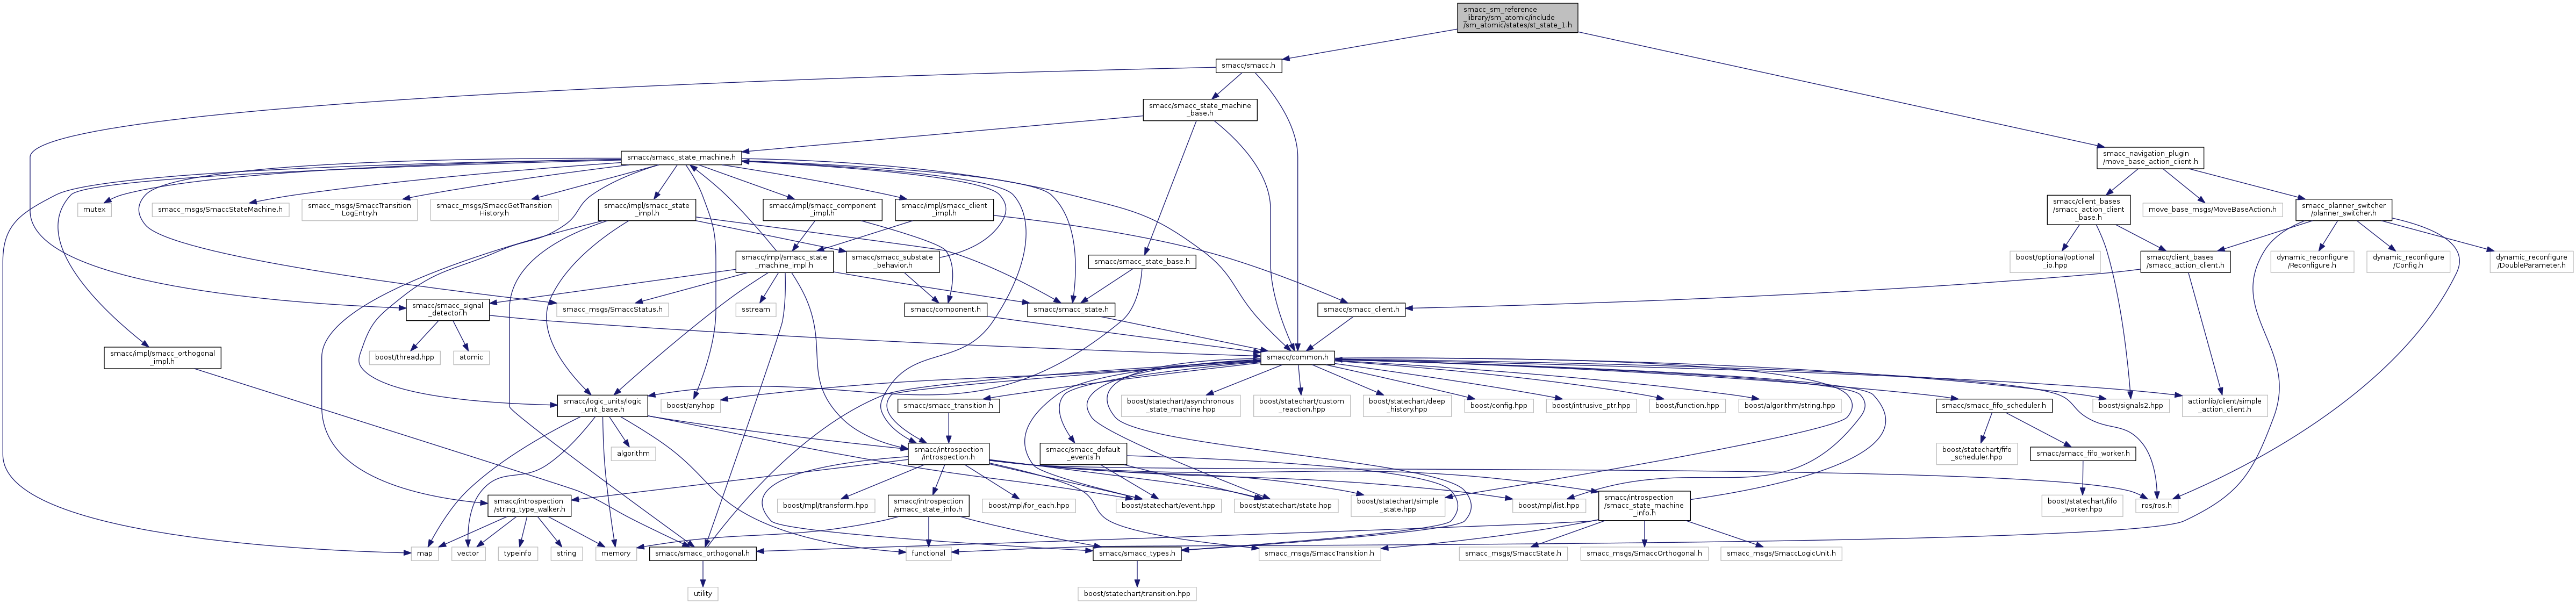 smacc_sm_reference
_library/sm_atomic/include
/sm_atomic/states/st_state_1.h
smacc/smacc.h
smacc/smacc_state_machine
_base.h
smacc/smacc_state_machine.h
smacc_navigation_plugin
/move_base_action_client.h
mutex
smacc_msgs/SmaccStateMachine.h
smacc_msgs/SmaccTransition
LogEntry.h
smacc_msgs/SmaccGetTransition
History.h
smacc/impl/smacc_state
_impl.h
smacc/impl/smacc_component
_impl.h
smacc/impl/smacc_client
_impl.h
smacc/client_bases
/smacc_action_client
_base.h
move_base_msgs/MoveBaseAction.h
smacc_planner_switcher
/planner_switcher.h
smacc/impl/smacc_state
_machine_impl.h
smacc/smacc_substate
_behavior.h
smacc/smacc_state_base.h
boost/optional/optional
_io.hpp
smacc/client_bases
/smacc_action_client.h
dynamic_reconfigure
/Reconfigure.h
dynamic_reconfigure
/Config.h
dynamic_reconfigure
/DoubleParameter.h
smacc/smacc_signal
_detector.h
smacc_msgs/SmaccStatus.h
sstream
smacc/component.h
smacc/smacc_state.h
smacc/smacc_client.h
smacc/impl/smacc_orthogonal
_impl.h
boost/thread.hpp
atomic
smacc/common.h
smacc/logic_units/logic
_unit_base.h
boost/any.hpp
smacc/smacc_transition.h
boost/statechart/asynchronous
_state_machine.hpp
boost/statechart/custom
_reaction.hpp
boost/statechart/deep
_history.hpp
boost/config.hpp
boost/intrusive_ptr.hpp
boost/function.hpp
boost/algorithm/string.hpp
smacc/smacc_fifo_scheduler.h
boost/signals2.hpp
actionlib/client/simple
_action_client.h
algorithm
smacc/introspection
/introspection.h
smacc/smacc_default
_events.h
boost/statechart/fifo
_scheduler.hpp
smacc/smacc_fifo_worker.h
smacc/introspection
/string_type_walker.h
boost/mpl/transform.hpp
smacc/introspection
/smacc_state_info.h
boost/mpl/for_each.hpp
boost/statechart/event.hpp
boost/statechart/state.hpp
boost/statechart/simple
_state.hpp
boost/mpl/list.hpp
smacc/introspection
/smacc_state_machine
_info.h
boost/statechart/fifo
_worker.hpp
ros/ros.h
map
vector
typeinfo
string
memory
smacc/smacc_orthogonal.h
functional
smacc/smacc_types.h
smacc_msgs/SmaccTransition.h
smacc_msgs/SmaccState.h
smacc_msgs/SmaccOrthogonal.h
smacc_msgs/SmaccLogicUnit.h
utility
boost/statechart/transition.hpp